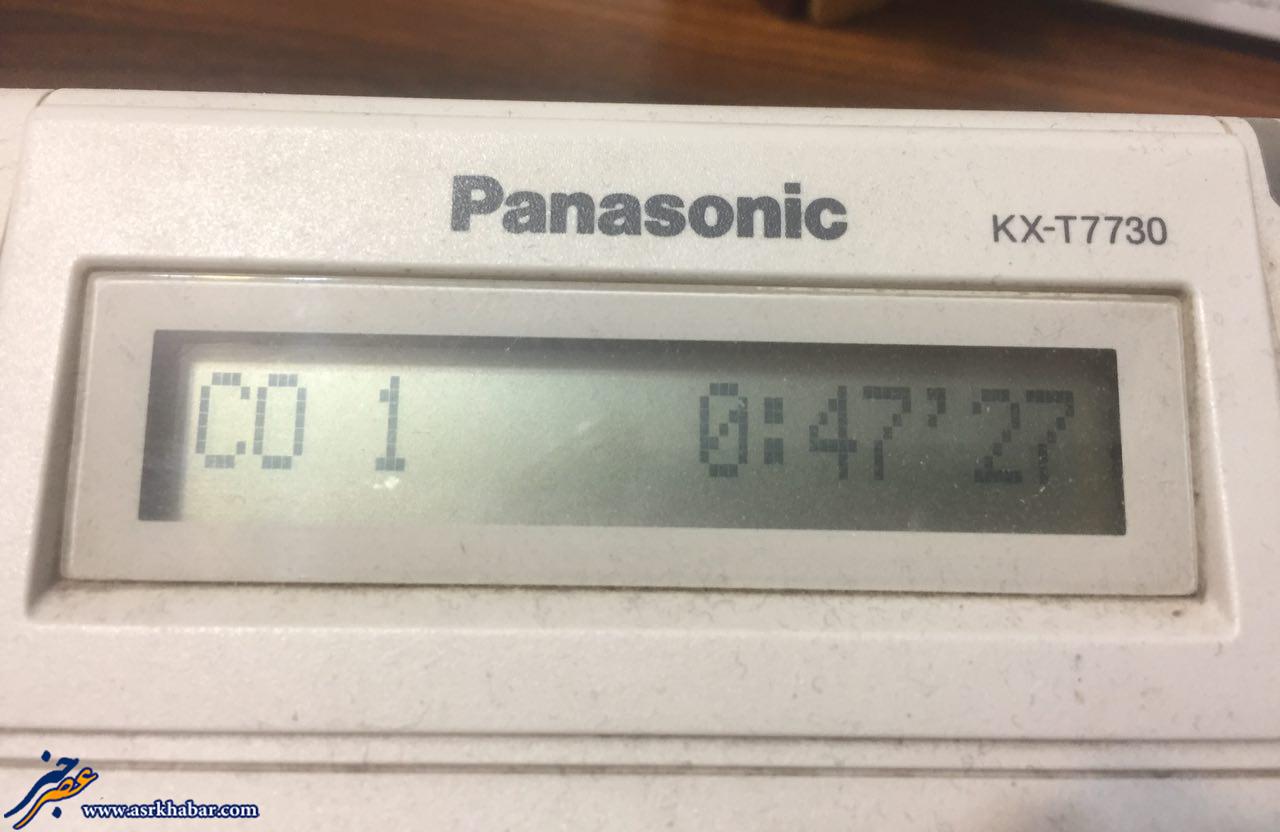 Panasonic
KX-T7730
CO 1 0:47'27
عصر خبر
www.asrkhabar.com